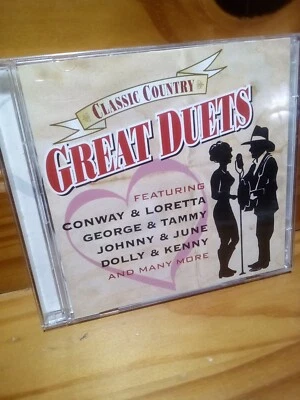 CLASSIC COUNTRY
GREAT DUETS
FEATURING
CONWAY & LORETTA
GEORGE & TAMMY
JOHNNY & JUNE
DOLLY & KENNY
AND MANY MORE